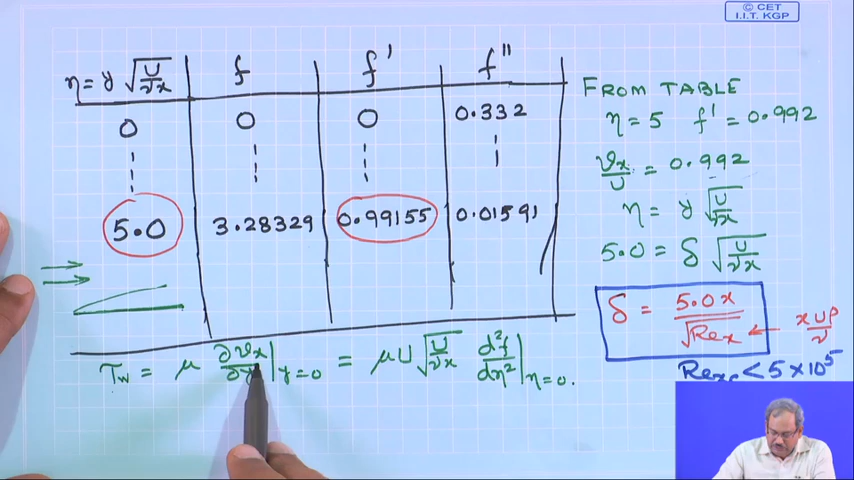 © CET
I.I.T. KGP
η = y √(U/νx) f f' f''
0 0 0 0.332
5.0 3.28329 0.99155 0.01591
τw = μ ∂vx/∂y |y=0 = μU √(U/νx) d²f/dη² |η=0.
FROM TABLE
η = 5 f' = 0.992
vx/U = 0.992
η = y √(U/νx)
5.0 = δ √(U/νx)
δ = 5.0x/√Rex ← xUρ/ν
Rex < 5 × 10⁵